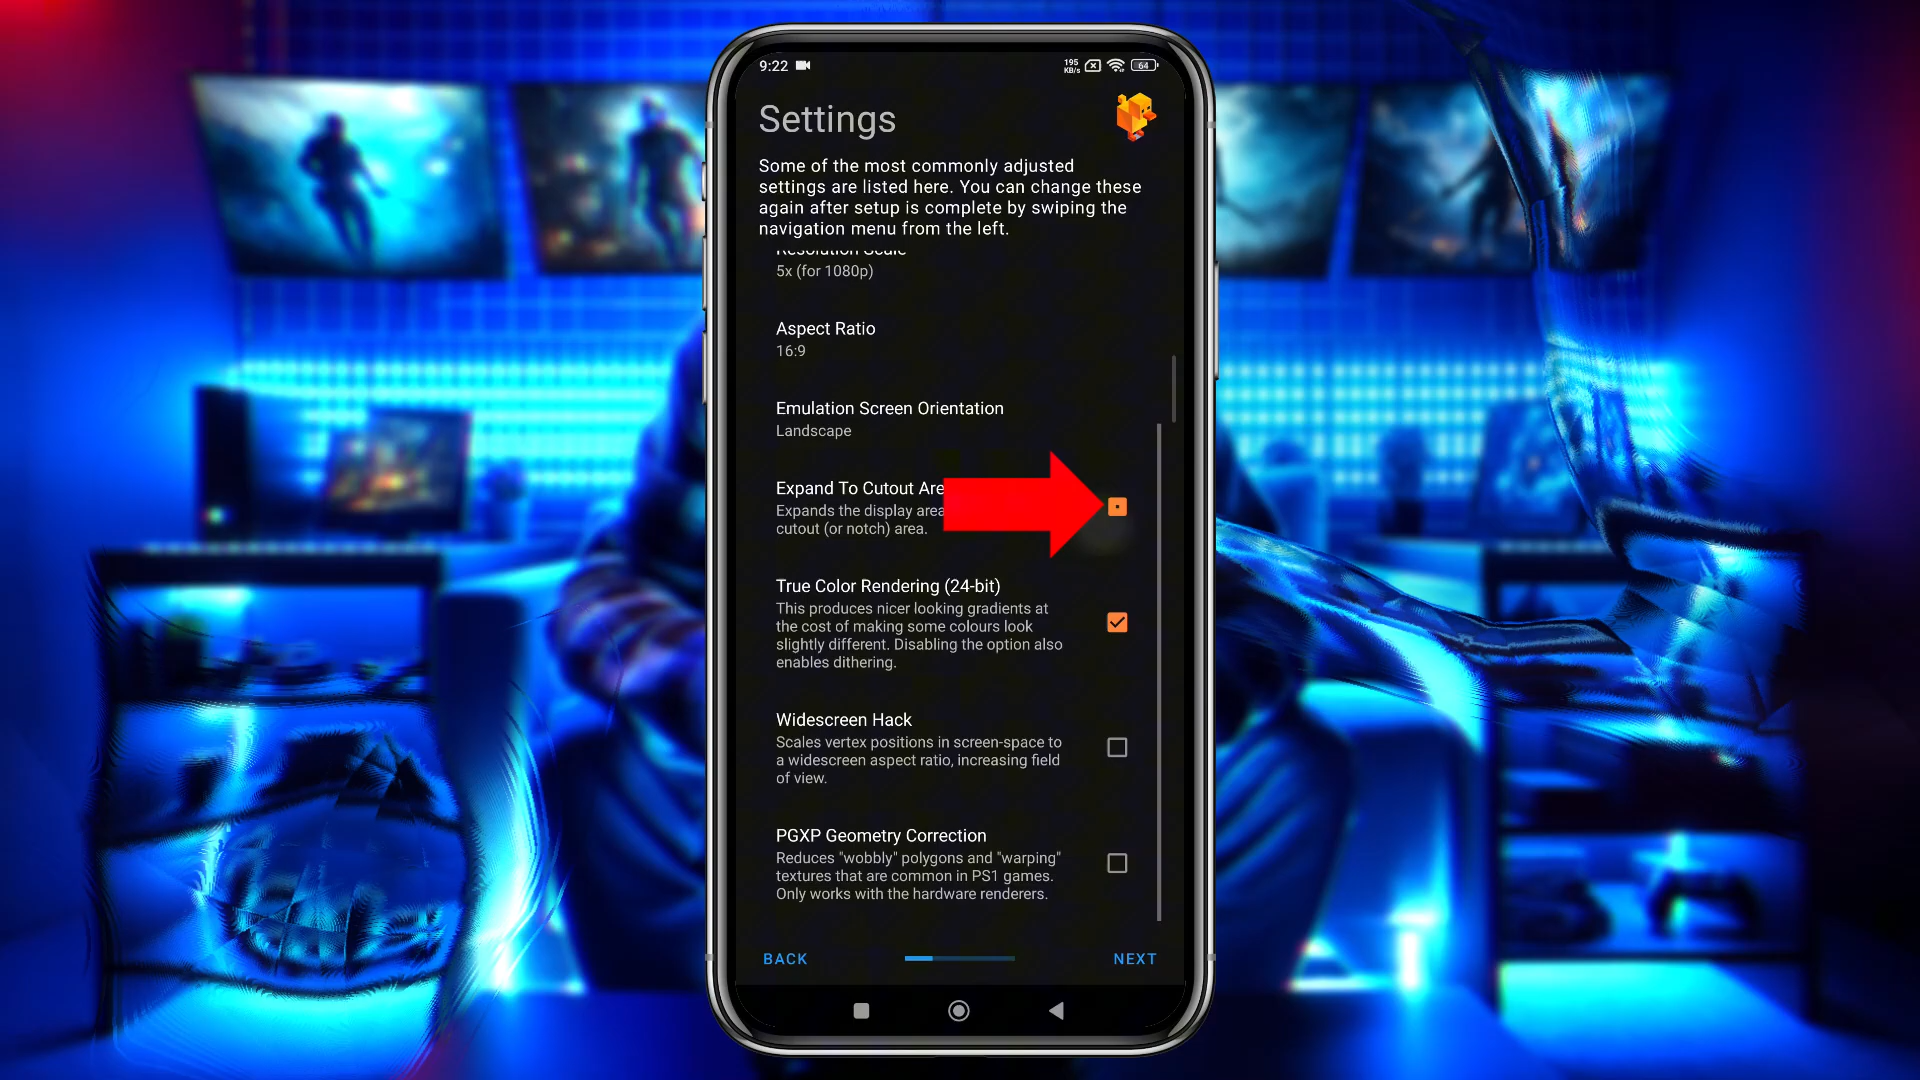 9:22
195
KB/s
64
Settings
Some of the most commonly adjusted
settings are listed here. You can change these
again after setup is complete by swiping the
navigation menu from the left.
Resolution Scale
5x (for 1080p)
Aspect Ratio
16:9
Emulation Screen Orientation
Landscape
Expand To Cutout Are
Expands the display area
cutout (or notch) area.
True Color Rendering (24-bit)
This produces nicer looking gradients at
the cost of making some colours look
slightly different. Disabling the option also
enables dithering.
Widescreen Hack
Scales vertex positions in screen-space to
a widescreen aspect ratio, increasing field
of view.
PGXP Geometry Correction
Reduces "wobbly" polygons and "warping"
textures that are common in PS1 games.
Only works with the hardware renderers.
BACK
NEXT